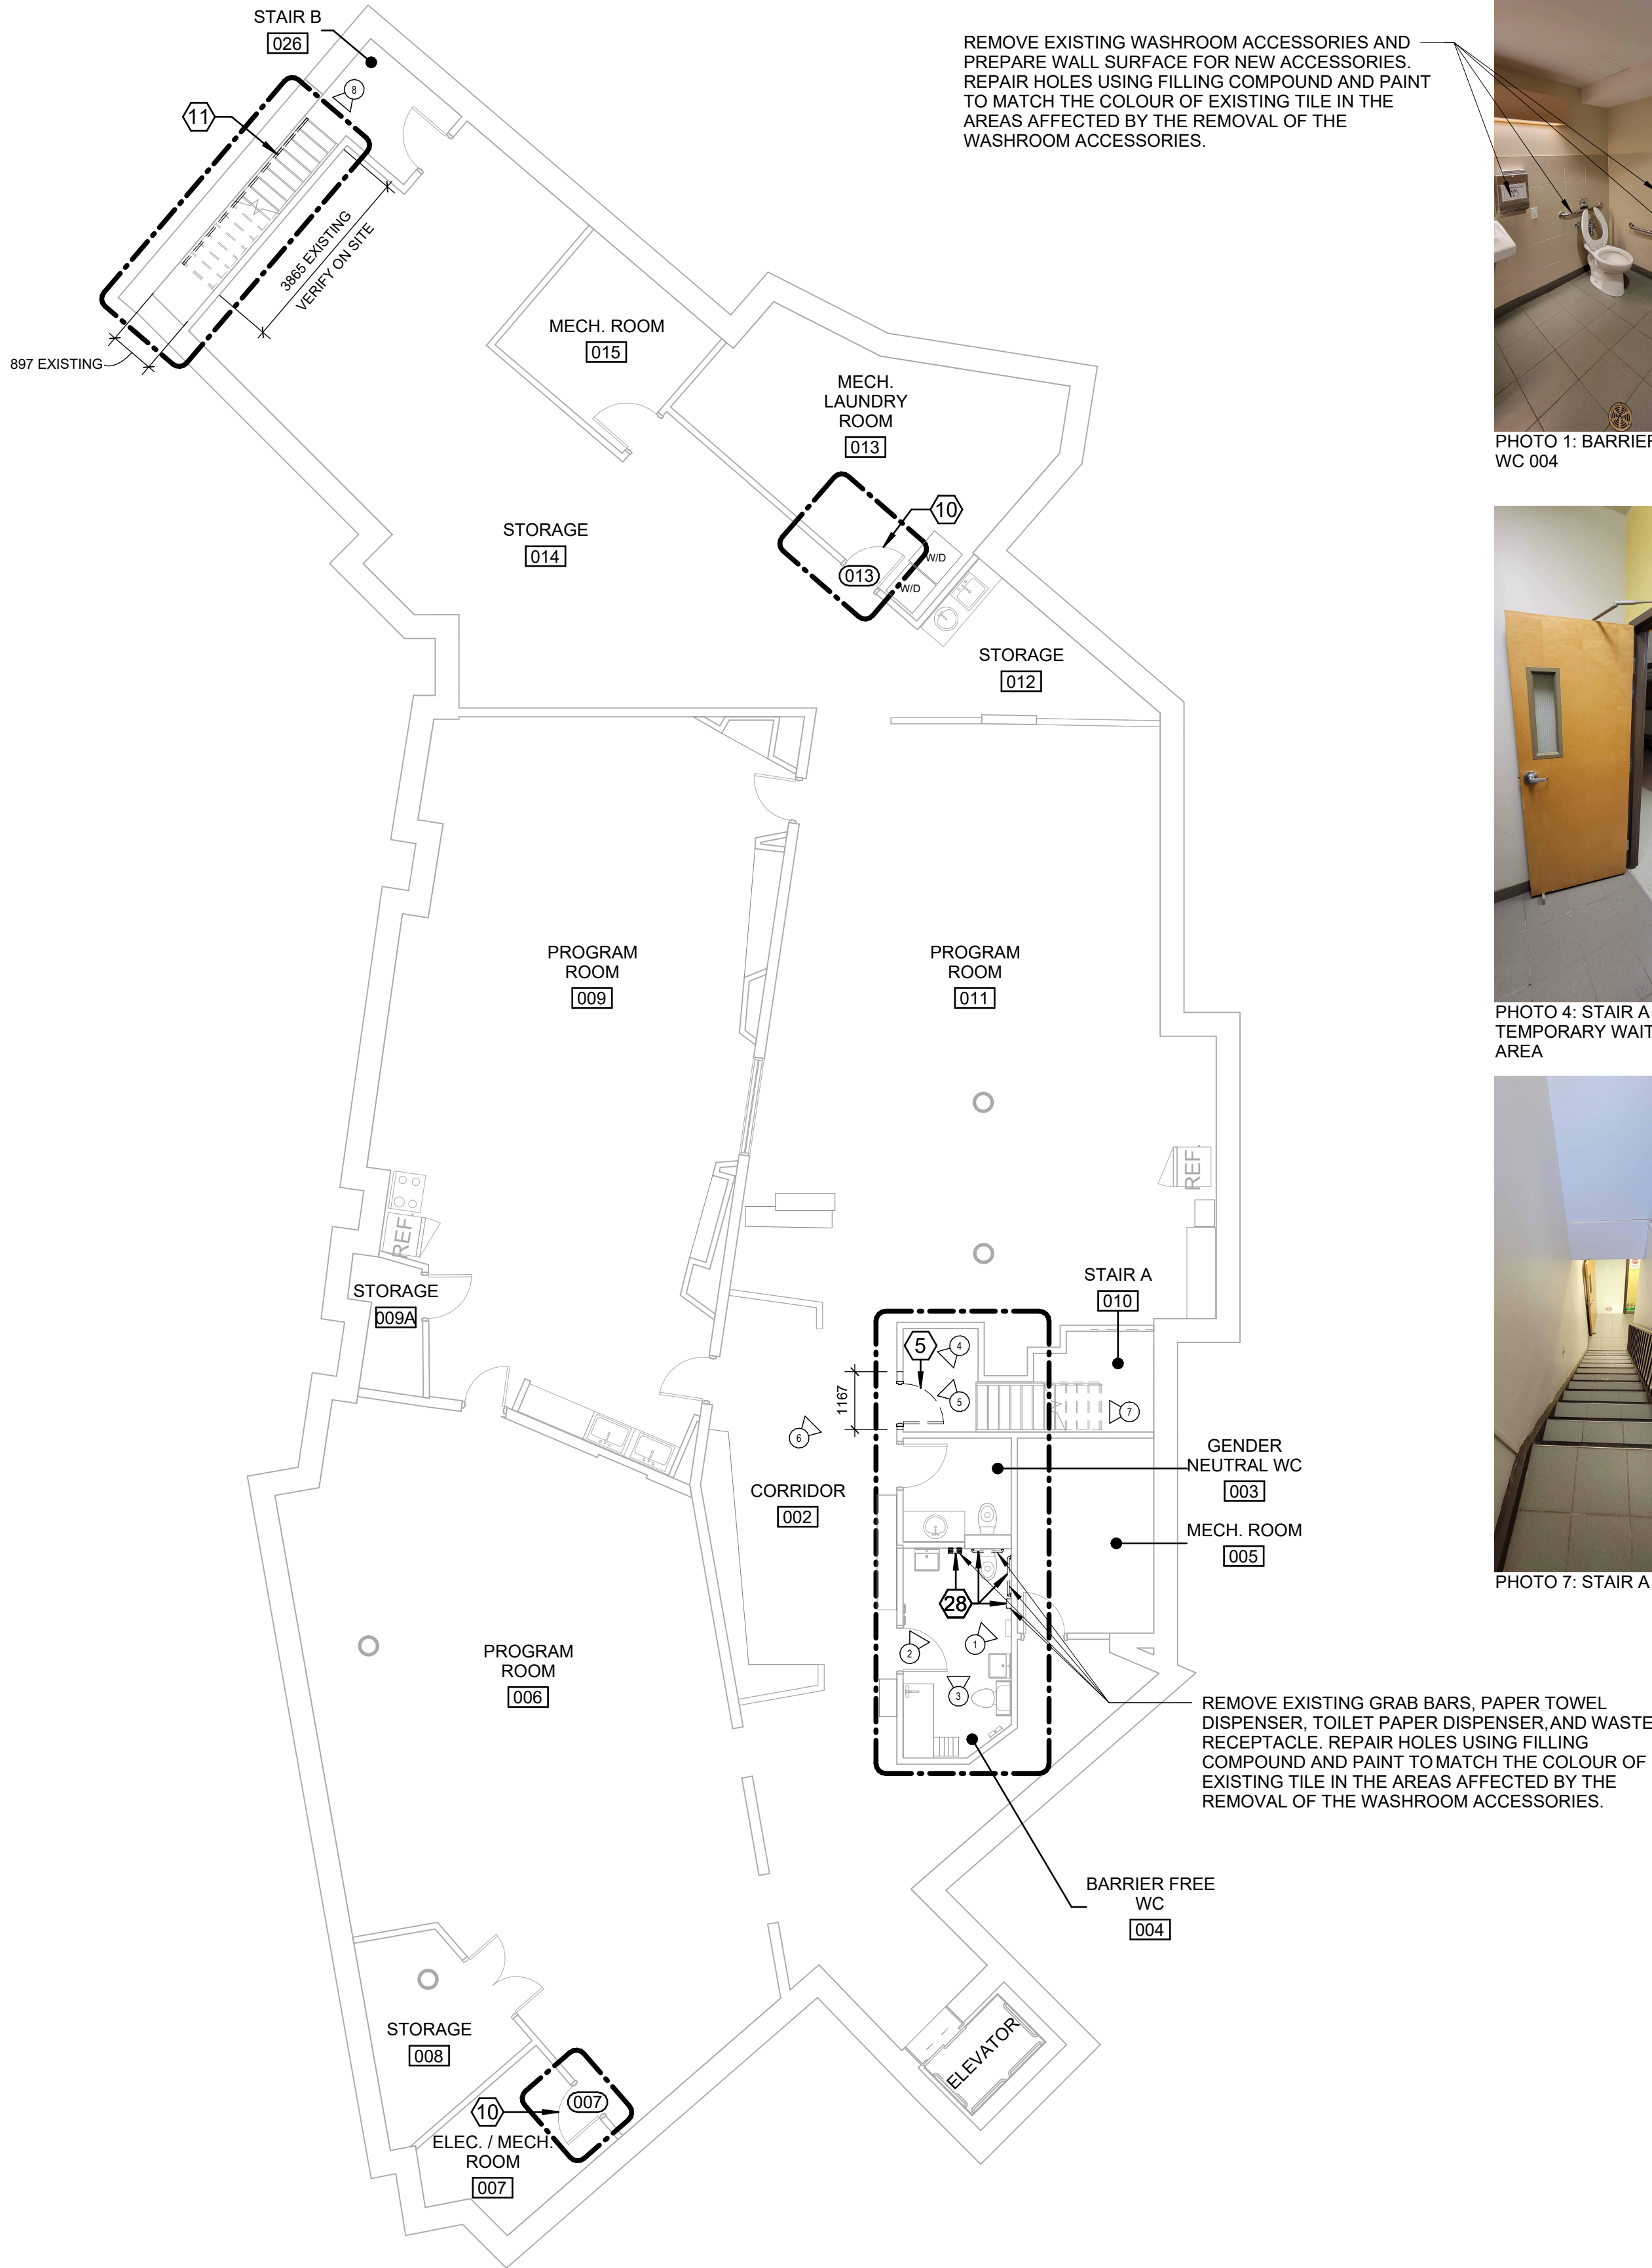 STAIR B
026
8
11
3865 EXISTING
VERIFY ON SITE
897 EXISTING
REMOVE EXISTING WASHROOM ACCESSORIES AND
PREPARE WALL SURFACE FOR NEW ACCESSORIES.
REPAIR HOLES USING FILLING COMPOUND AND PAINT
TO MATCH THE COLOUR OF EXISTING TILE IN THE
AREAS AFFECTED BY THE REMOVAL OF THE
WASHROOM ACCESSORIES.
PHOTO 1: BARRIER
WC 004
MECH. ROOM
015
MECH.
LAUNDRY
ROOM
013
10
W/D
013
W/D
STORAGE
014
STORAGE
012
PROGRAM
ROOM
009
PROGRAM
ROOM
011
PHOTO 4: STAIR A
TEMPORARY WAIT
AREA
REF.
REF.
STORAGE
009A
STAIR A
010
5
4
5
1167
7
6
GENDER
NEUTRAL WC
003
CORRIDOR
002
MECH. ROOM
005
PHOTO 7: STAIR A
28
2
1
3
PROGRAM
ROOM
006
REMOVE EXISTING GRAB BARS, PAPER TOWEL
DISPENSER, TOILET PAPER DISPENSER, AND WASTE
RECEPTACLE. REPAIR HOLES USING FILLING
COMPOUND AND PAINT TO MATCH THE COLOUR OF
EXISTING TILE IN THE AREAS AFFECTED BY THE
REMOVAL OF THE WASHROOM ACCESSORIES.
BARRIER FREE
WC
004
STORAGE
008
ELEVATOR
10
007
ELEC. / MECH.
ROOM
007